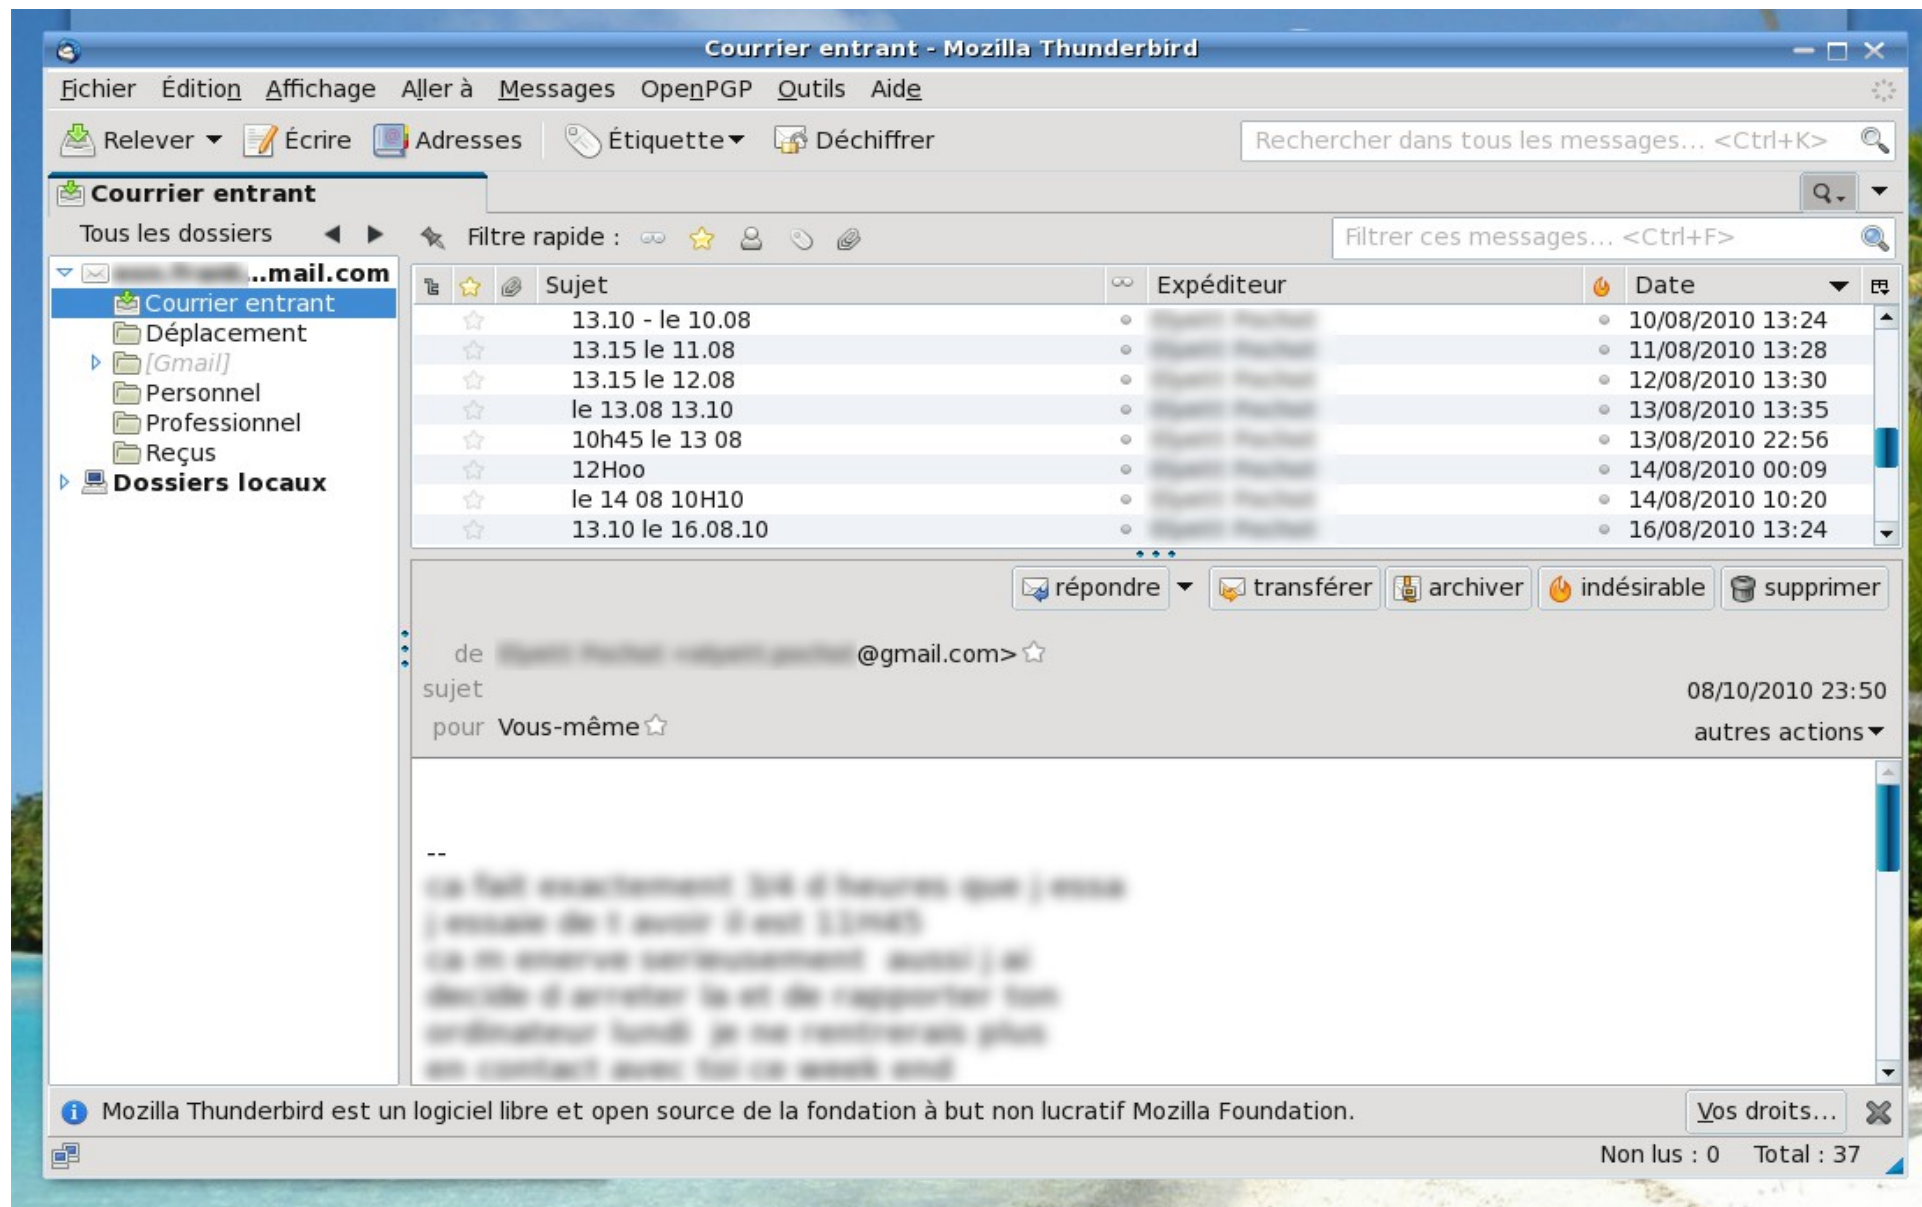 Courrier entrant - Mozilla Thunderbird
Fichier Édition Affichage Aller à Messages OpenPGP Outils Aide
Relever Écrire Adresses Étiquette Déchiffrer Rechercher dans tous les messages... <Ctrl+K>
Courrier entrant
Tous les dossiers Filtre rapide : Filtrer ces messages... <Ctrl+F>
...mail.com
Courrier entrant
Déplacement
[Gmail]
Personnel
Professionnel
Reçus
Dossiers locaux
Sujet Expéditeur Date
13.10 - le 10.08 10/08/2010 13:24
13.15 le 11.08 11/08/2010 13:28
13.15 le 12.08 12/08/2010 13:30
le 13.08 13.10 13/08/2010 13:35
10h45 le 13 08 13/08/2010 22:56
12Hoo 14/08/2010 00:09
le 14 08 10H10 14/08/2010 10:20
13.10 le 16.08.10 16/08/2010 13:24
répondre transférer archiver indésirable supprimer
de @gmail.com>
sujet 08/10/2010 23:50
pour Vous-même autres actions
--
Mozilla Thunderbird est un logiciel libre et open source de la fondation à but non lucratif Mozilla Foundation. Vos droits...
Non lus : 0 Total : 37